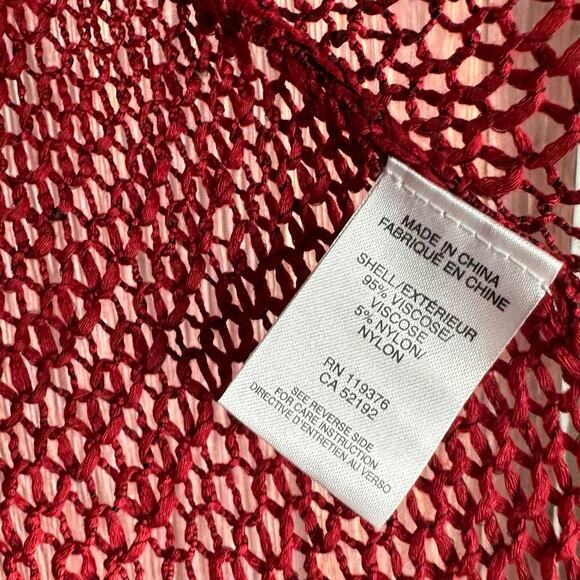 MADE IN CHINA
FABRIQUÉ EN CHINE
SHELL/EXTÉRIEUR
95% VISCOSE/
VISCOSE
5% NYLON/
NYLON
RN 119376
CA 52192
SEE REVERSE SIDE
FOR CARE INSTRUCTION
DIRECTIVE D'ENTRETIEN AU VERSO